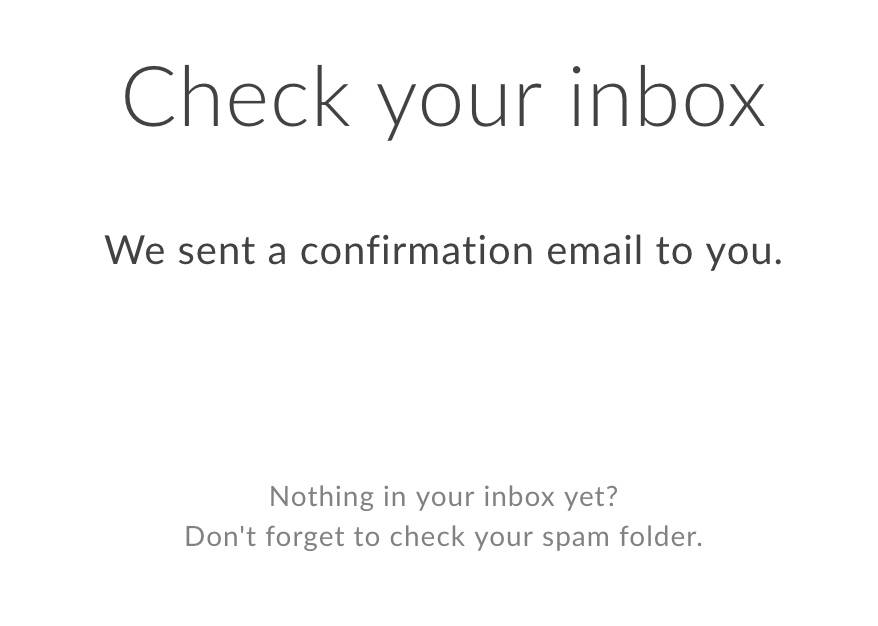 Check your inbox
We sent a confirmation email to you.
Nothing in your inbox yet?
Don't forget to check your spam folder.